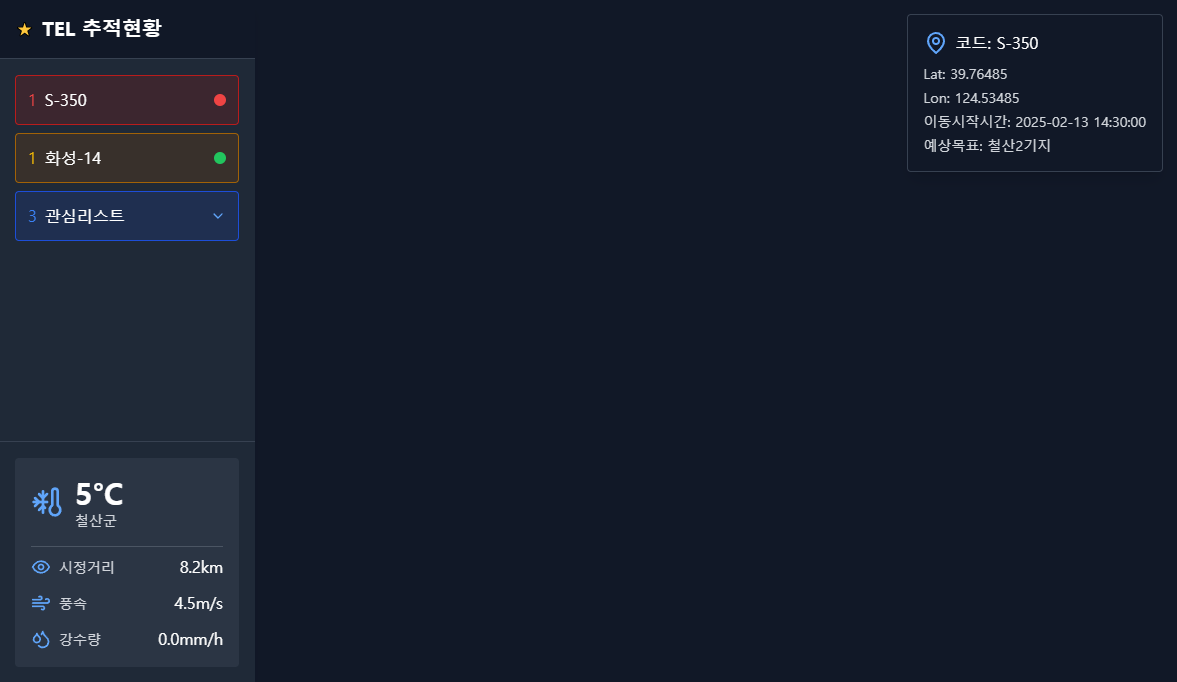 ★ TEL 추적현황
1 S-350
1 화성-14
3 관심리스트
5°C
철산군
시정거리 8.2km
풍속 4.5m/s
강수량 0.0mm/h
코드: S-350
Lat: 39.76485
Lon: 124.53485
이동시작시간: 2025-02-13 14:30:00
예상목표: 철산2기지